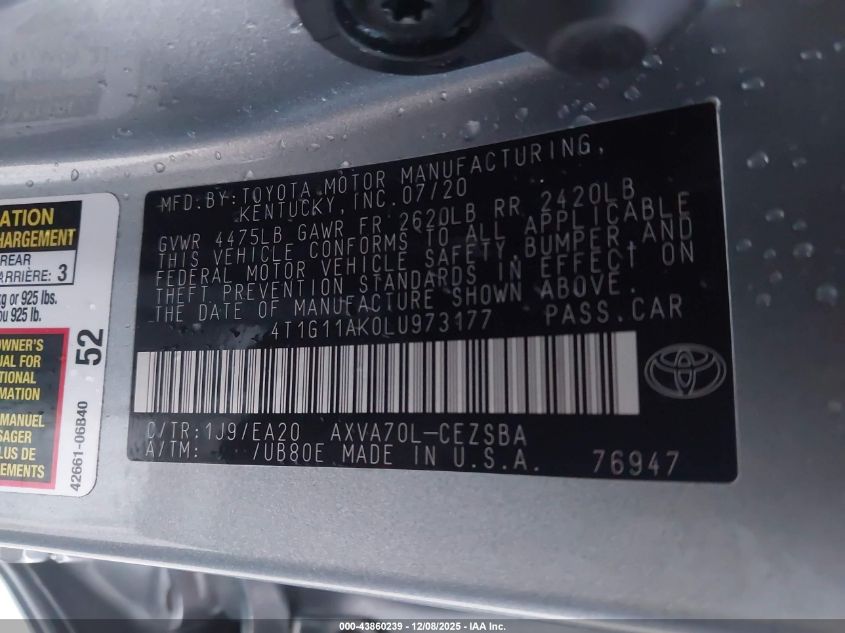 MFD. BY: TOYOTA MOTOR MANUFACTURING,
KENTUCKY, INC. 07/20
GVWR 4475LB GAWR FR 2620LB RR 2420LB
THIS VEHICLE CONFORMS TO ALL APPLICABLE
FEDERAL MOTOR VEHICLE SAFETY, BUMPER, AND
THEFT PREVENTION STANDARDS IN EFFECT ON
THE DATE OF MANUFACTURE SHOWN ABOVE.
4T1G11AK0LU973177 PASS.CAR
C/TR:1J9/EA20 AXVA70L-CEZSBA
A/TM: /UB80E MADE IN U.S.A. 76947
ATION
HARGEMENT
REAR
ARRIÈRE: 3
kg or 925 lbs.
ou 925 lb.
OWNER'S
UAL FOR
TIONAL
RMATION
MANUEL
SAGER
PLUS DE
NEMENTS
52
42661-06B40
000-43860239 - 12/08/2025 - IAA Inc.